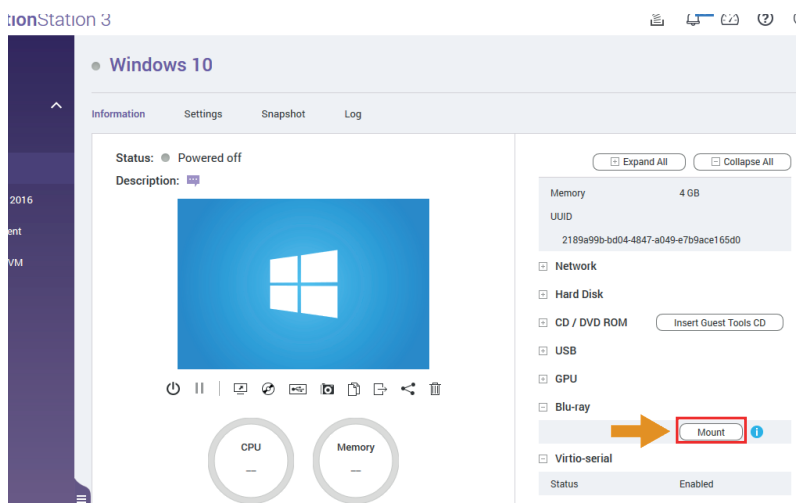 tionStation 3
Windows 10
Information Settings Snapshot Log
Status: Powered off
Description:
Expand All Collapse All
Memory 4 GB
UUID
2189a99b-bd04-4847-a049-e7b9ace165d0
Network
Hard Disk
CD / DVD ROM Insert Guest Tools CD
USB
GPU
Blu-ray
Mount
Virtio-serial
Status Enabled
2016
ent
VM
CPU
--
Memory
--